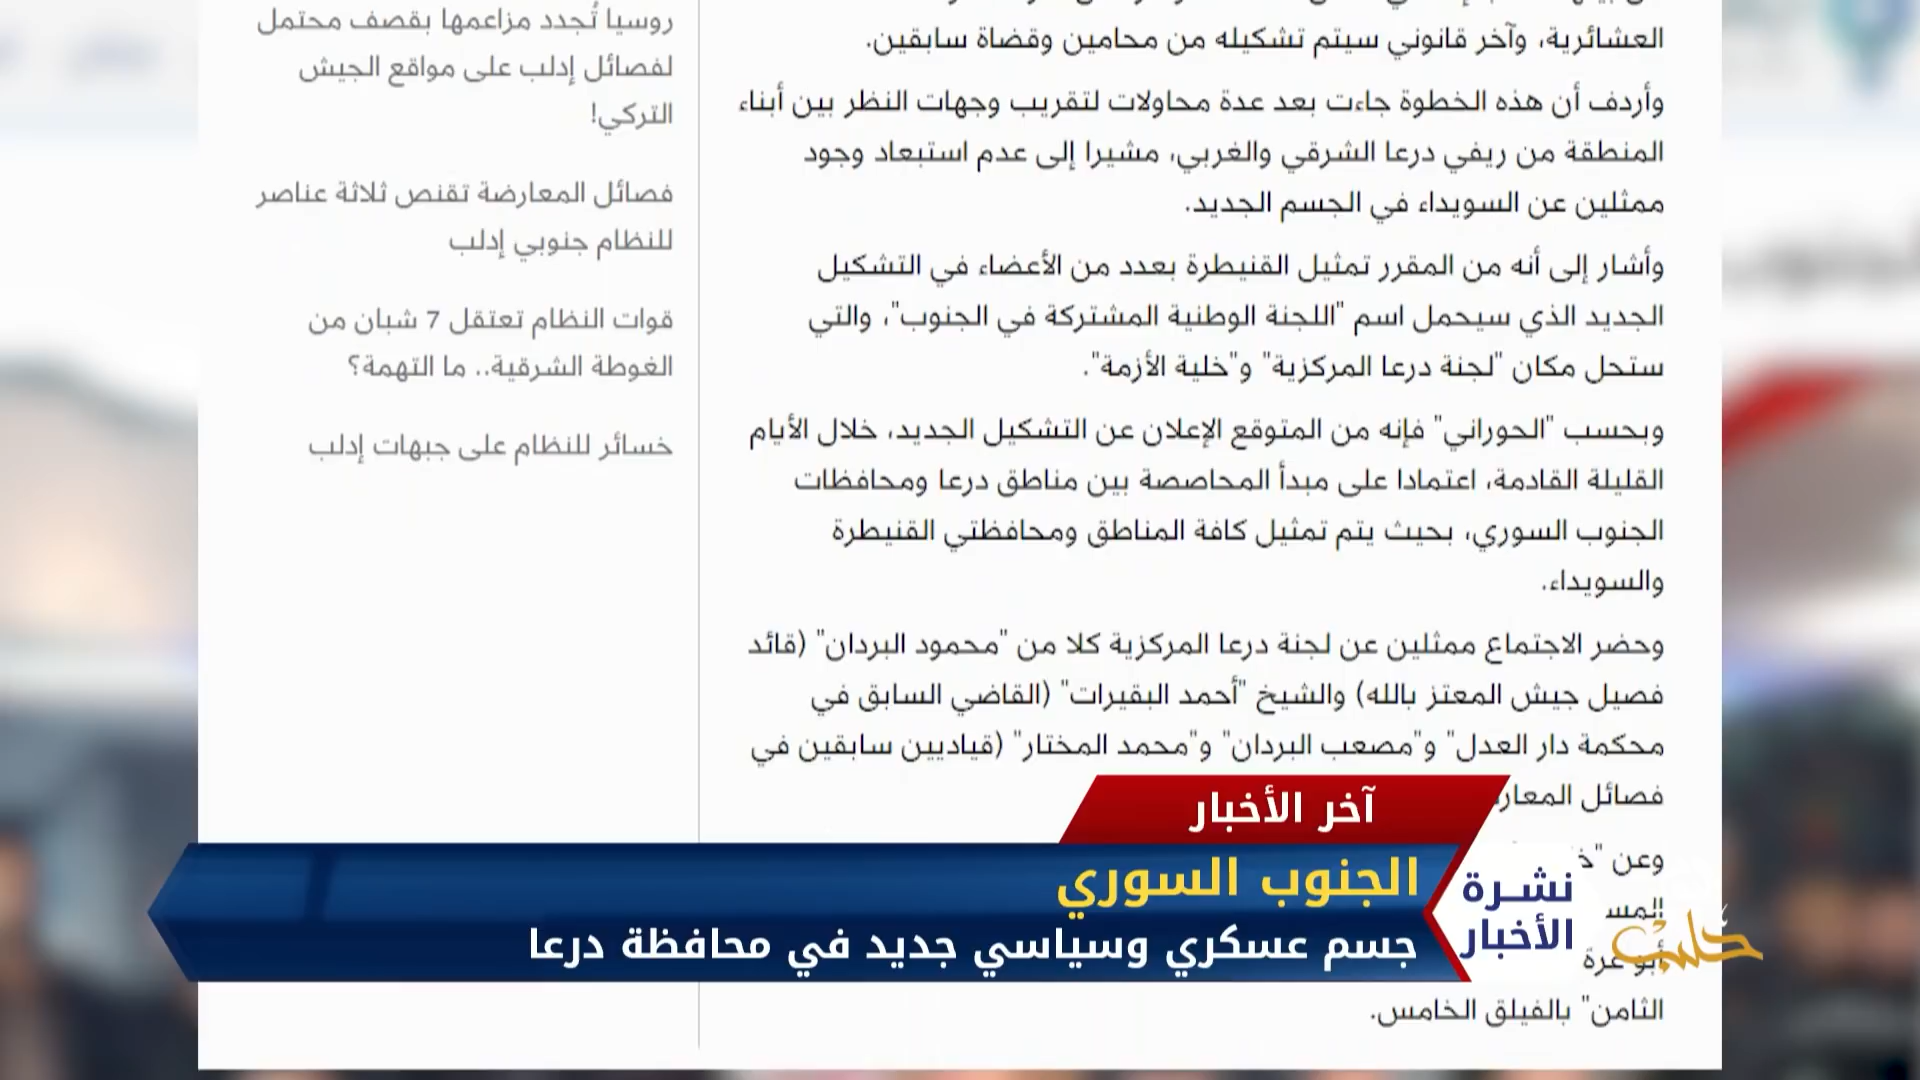 العشائرية، وآخر قانوني سيتم تشكيله من محامين وقضاة سابقين.
وأردف أن هذه الخطوة جاءت بعد عدة محاولات لتقريب وجهات النظر بين أبناء
المنطقة من ريفي درعا الشرقي والغربي، مشيرا إلى عدم استبعاد وجود
ممثلين عن السويداء في الجسم الجديد.
وأشار إلى أنه من المقرر تمثيل القنيطرة بعدد من الأعضاء في التشكيل
الجديد الذي سيحمل اسم "اللجنة الوطنية المشتركة في الجنوب"، والتي
ستحل مكان "لجنة درعا المركزية" و"خلية الأزمة".
وبحسب "الحوراني" فإنه من المتوقع الإعلان عن التشكيل الجديد، خلال الأيام
القليلة القادمة، اعتمادا على مبدأ المحاصصة بين مناطق درعا ومحافظات
الجنوب السوري، بحيث يتم تمثيل كافة المناطق ومحافظتي القنيطرة
والسويداء.
وحضر الاجتماع ممثلين عن لجنة درعا المركزية كلا من "محمود البردان" (قائد
فصيل جيش المعتز بالله) والشيخ "أحمد البقيرات" (القاضي السابق في
محكمة دار العدل" و"مصعب البردان" و"محمد المختار" (قياديين سابقين في
فصائل
وعن
الثامن" بالفيلق الخامس.
روسيا تُجدد مزاعمها بقصف محتمل
لفصائل إدلب على مواقع الجيش
التركي!
فصائل المعارضة تقنص ثلاثة عناصر
للنظام جنوبي إدلب
قوات النظام تعتقل 7 شبان من
الغوطة الشرقية.. ما التهمة؟
خسائر للنظام على جبهات إدلب
آخر الأخبار
الجنوب السوري
جسم عسكري وسياسي جديد في محافظة درعا
نشرة
الأخبار
حلب